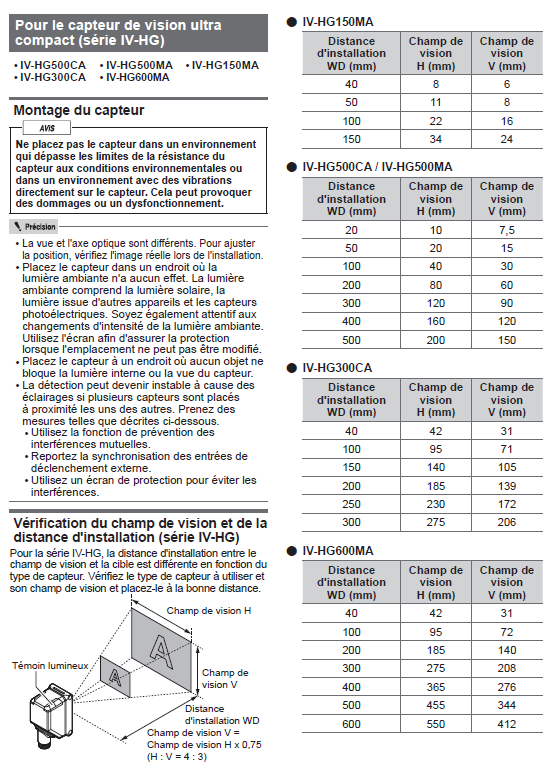 Pour le capteur de vision ultra
compact (série IV-HG)
• IV-HG500CA • IV-HG500MA • IV-HG150MA
• IV-HG300CA • IV-HG600MA
Montage du capteur
AVIS
Ne placez pas le capteur dans un environnement
qui dépasse les limites de la résistance du
capteur aux conditions environnementales ou
dans un environnement avec des vibrations
directement sur le capteur. Cela peut provoquer
des dommages ou un dysfonctionnement.
Précision
• La vue et l'axe optique sont différents. Pour ajuster
la position, vérifiez l'image réelle lors de l'installation.
• Placez le capteur dans un endroit où la
lumière ambiante n'a aucun effet. La lumière
ambiante comprend la lumière solaire, la
lumière issue d'autres appareils et les capteurs
photoélectriques. Soyez également attentif aux
changements d'intensité de la lumière ambiante.
Utilisez l'écran afin d'assurer la protection
lorsque l'emplacement ne peut pas être modifié.
• Placez le capteur à un endroit où aucun objet ne
bloque la lumière interne ou la vue du capteur.
• La détection peut devenir instable à cause des
éclairages si plusieurs capteurs sont placés
à proximité les uns des autres. Prenez des
mesures telles que décrites ci-dessous.
• Utilisez la fonction de prévention des
interférences mutuelles.
• Reportez la synchronisation des entrées de
déclenchement externe.
• Utilisez un écran de protection pour éviter les
interférences.
Vérification du champ de vision et de la
distance d'installation (série IV-HG)
Pour la série IV-HG, la distance d'installation entre le
champ de vision et la cible est différente en fonction du
type de capteur. Vérifiez le type de capteur à utiliser et
son champ de vision et placez-le à la bonne distance.
Champ de vision H
A
A
Témoin lumineux
Champ de
vision V
Distance
d'installation WD
Champ de vision V =
Champ de vision H x 0,75
(H : V = 4 : 3)
● IV-HG150MA
Distance d'installation WD (mm) Champ de vision H (mm) Champ de vision V (mm)
40 8 6
50 11 8
100 22 16
150 34 24
● IV-HG500CA / IV-HG500MA
Distance d'installation WD (mm) Champ de vision H (mm) Champ de vision V (mm)
20 10 7,5
50 20 15
100 40 30
200 80 60
300 120 90
400 160 120
500 200 150
● IV-HG300CA
Distance d'installation WD (mm) Champ de vision H (mm) Champ de vision V (mm)
40 42 31
100 95 71
150 140 105
200 185 139
250 230 172
300 275 206
● IV-HG600MA
Distance d'installation WD (mm) Champ de vision H (mm) Champ de vision V (mm)
40 42 31
100 95 72
200 185 140
300 275 208
400 365 276
500 455 344
600 550 412